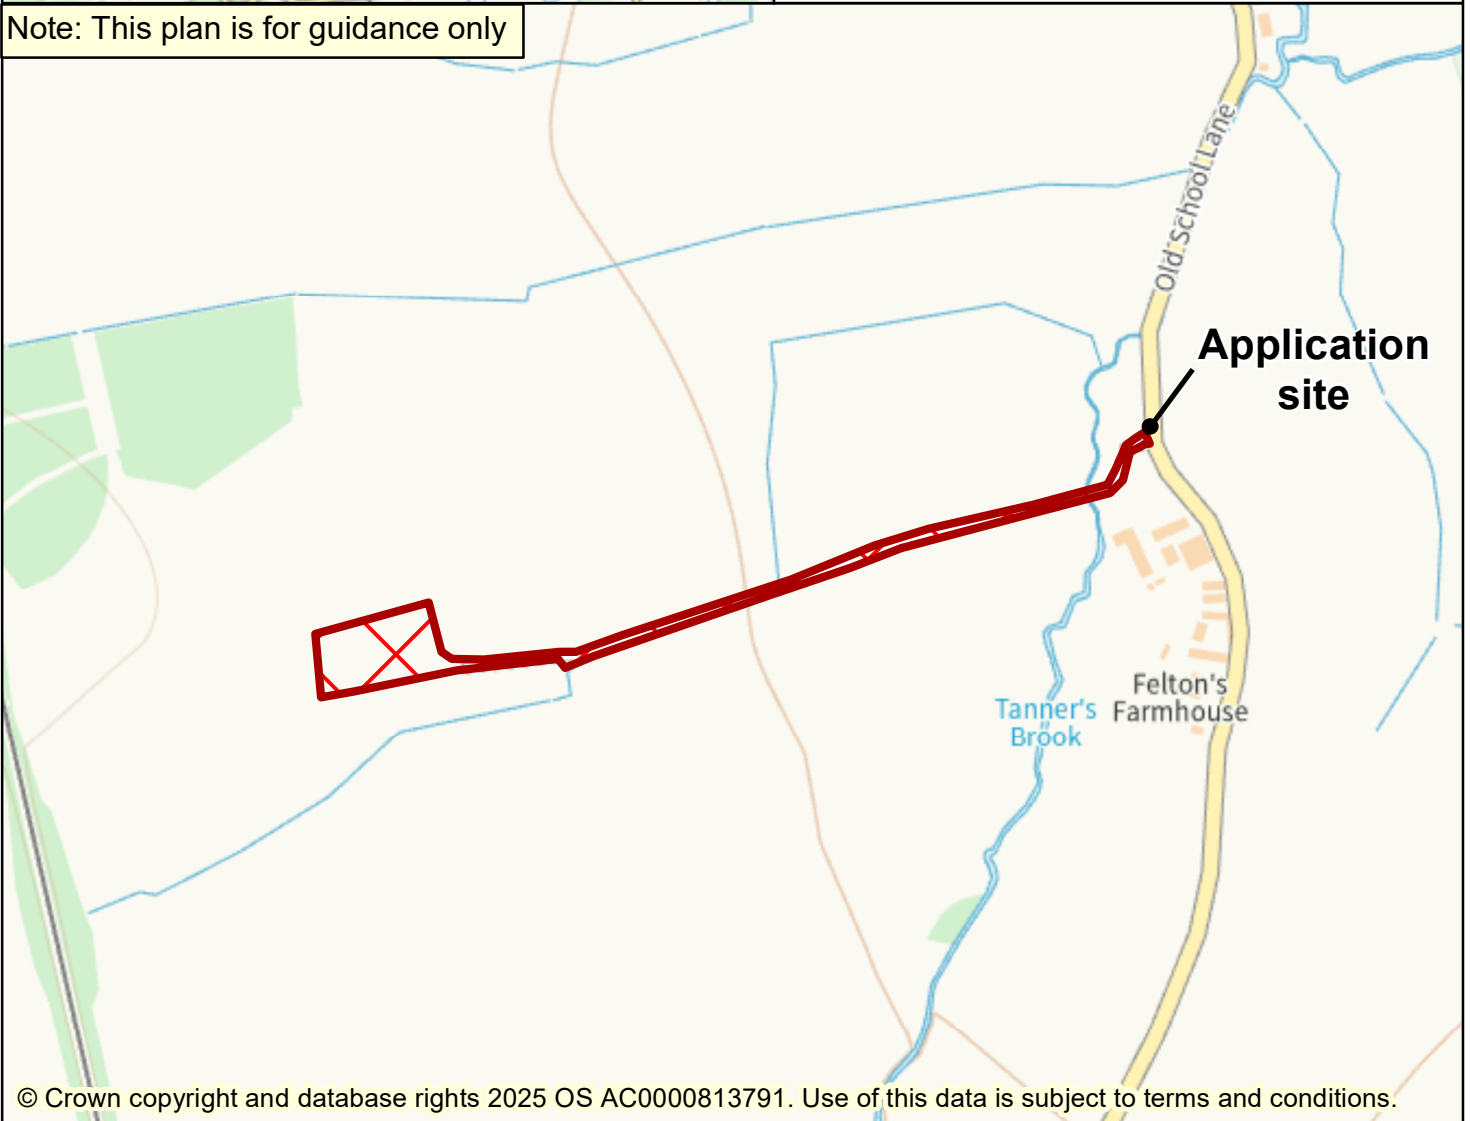 Note: This plan is for guidance only
Old School Lane
Application
site
Felton's
Farmhouse
Tanner's
Brook
© Crown copyright and database rights 2025 OS AC0000813791. Use of this data is subject to terms and conditions.